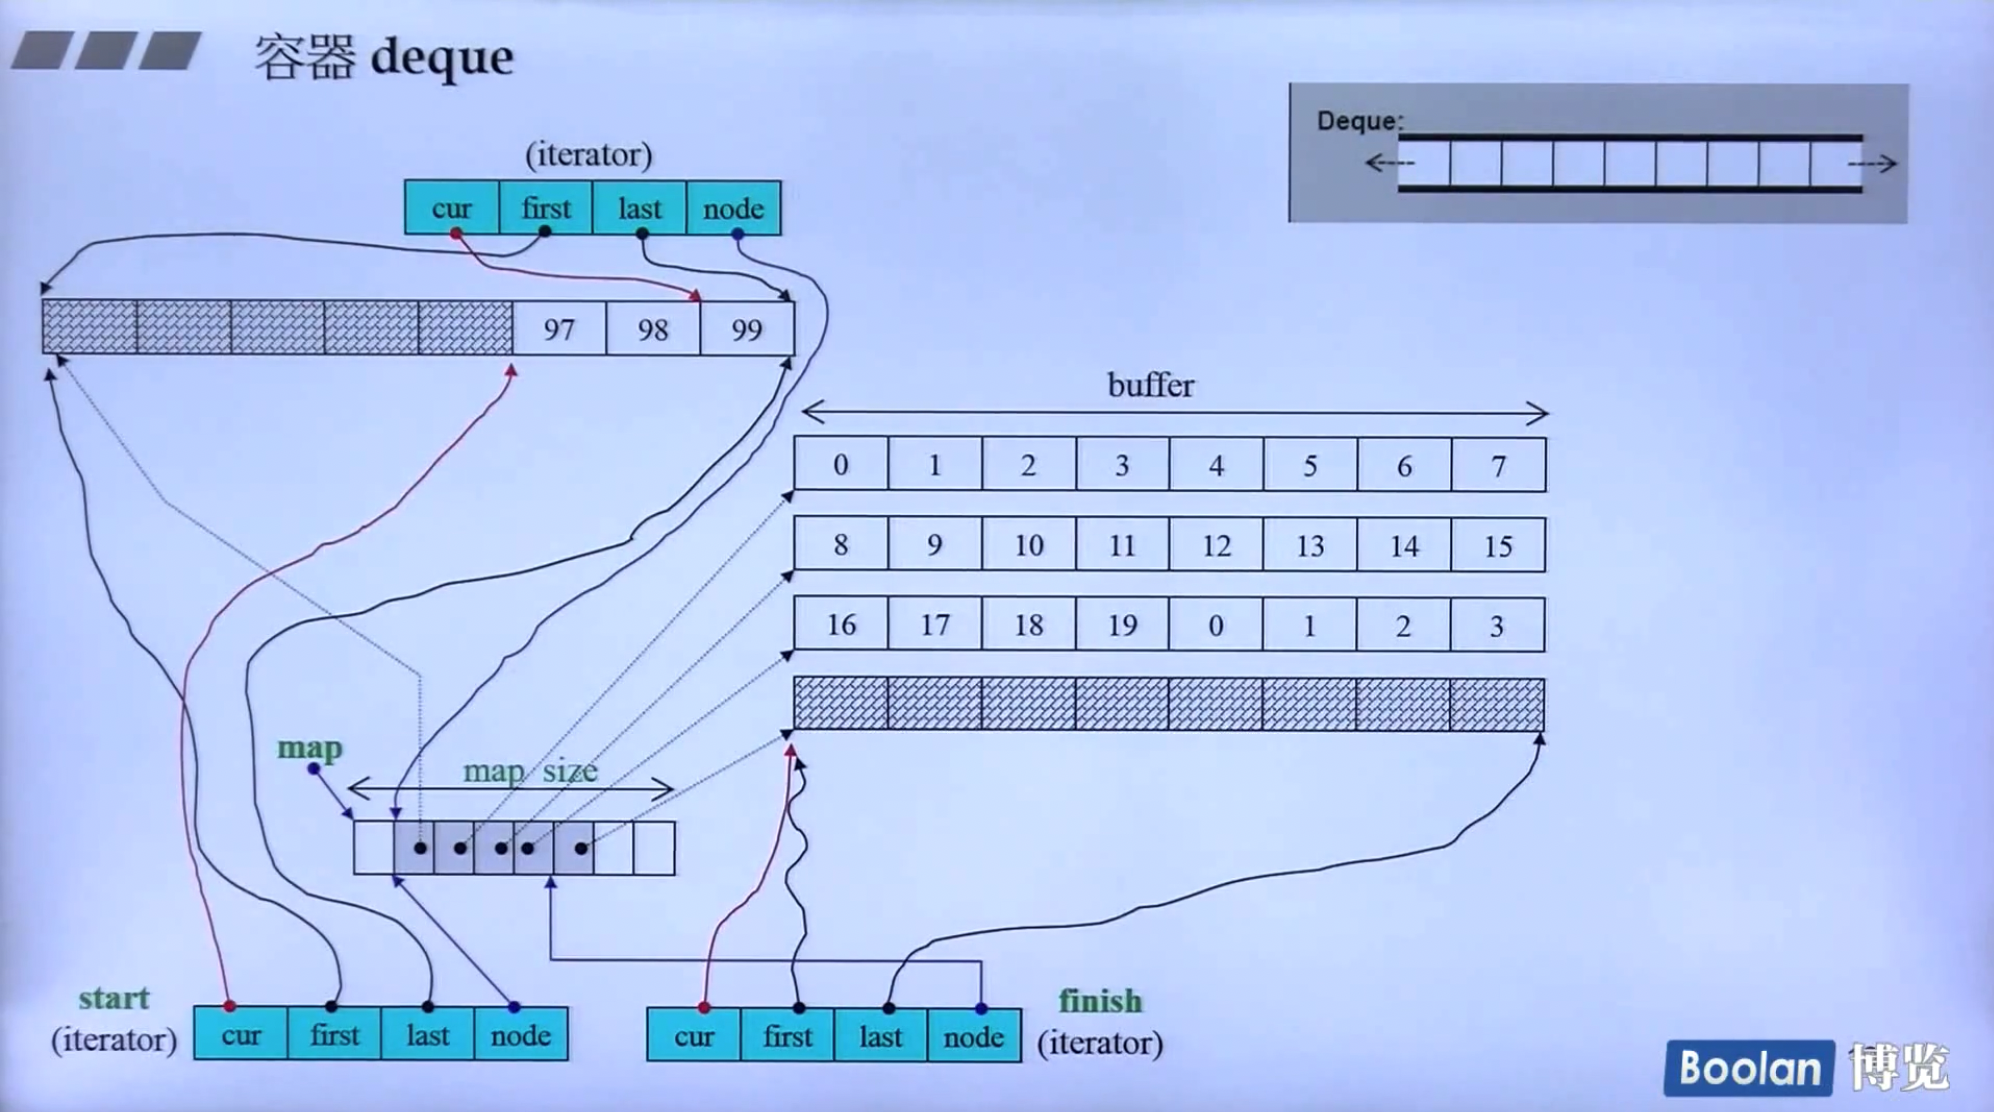 容器 deque
Deque:
(iterator)
cur first last node
97 98 99
buffer
0 1 2 3 4 5 6 7
8 9 10 11 12 13 14 15
16 17 18 19 0 1 2 3
map
map size
start
(iterator)
cur first last node
cur first last node
finish
(iterator)
Boolan 博览